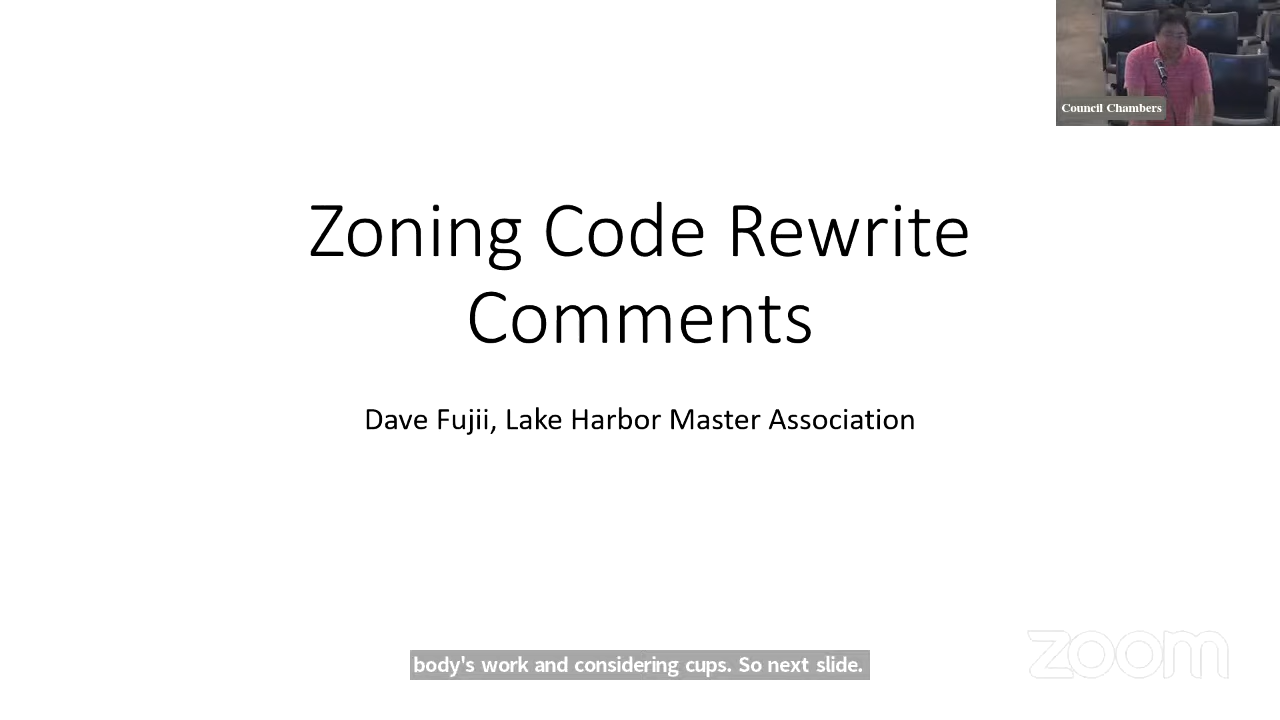 Council Chambers
Zoning Code Rewrite
Comments
Dave Fujii, Lake Harbor Master Association
body's work and considering cups. So next slide.
zoom